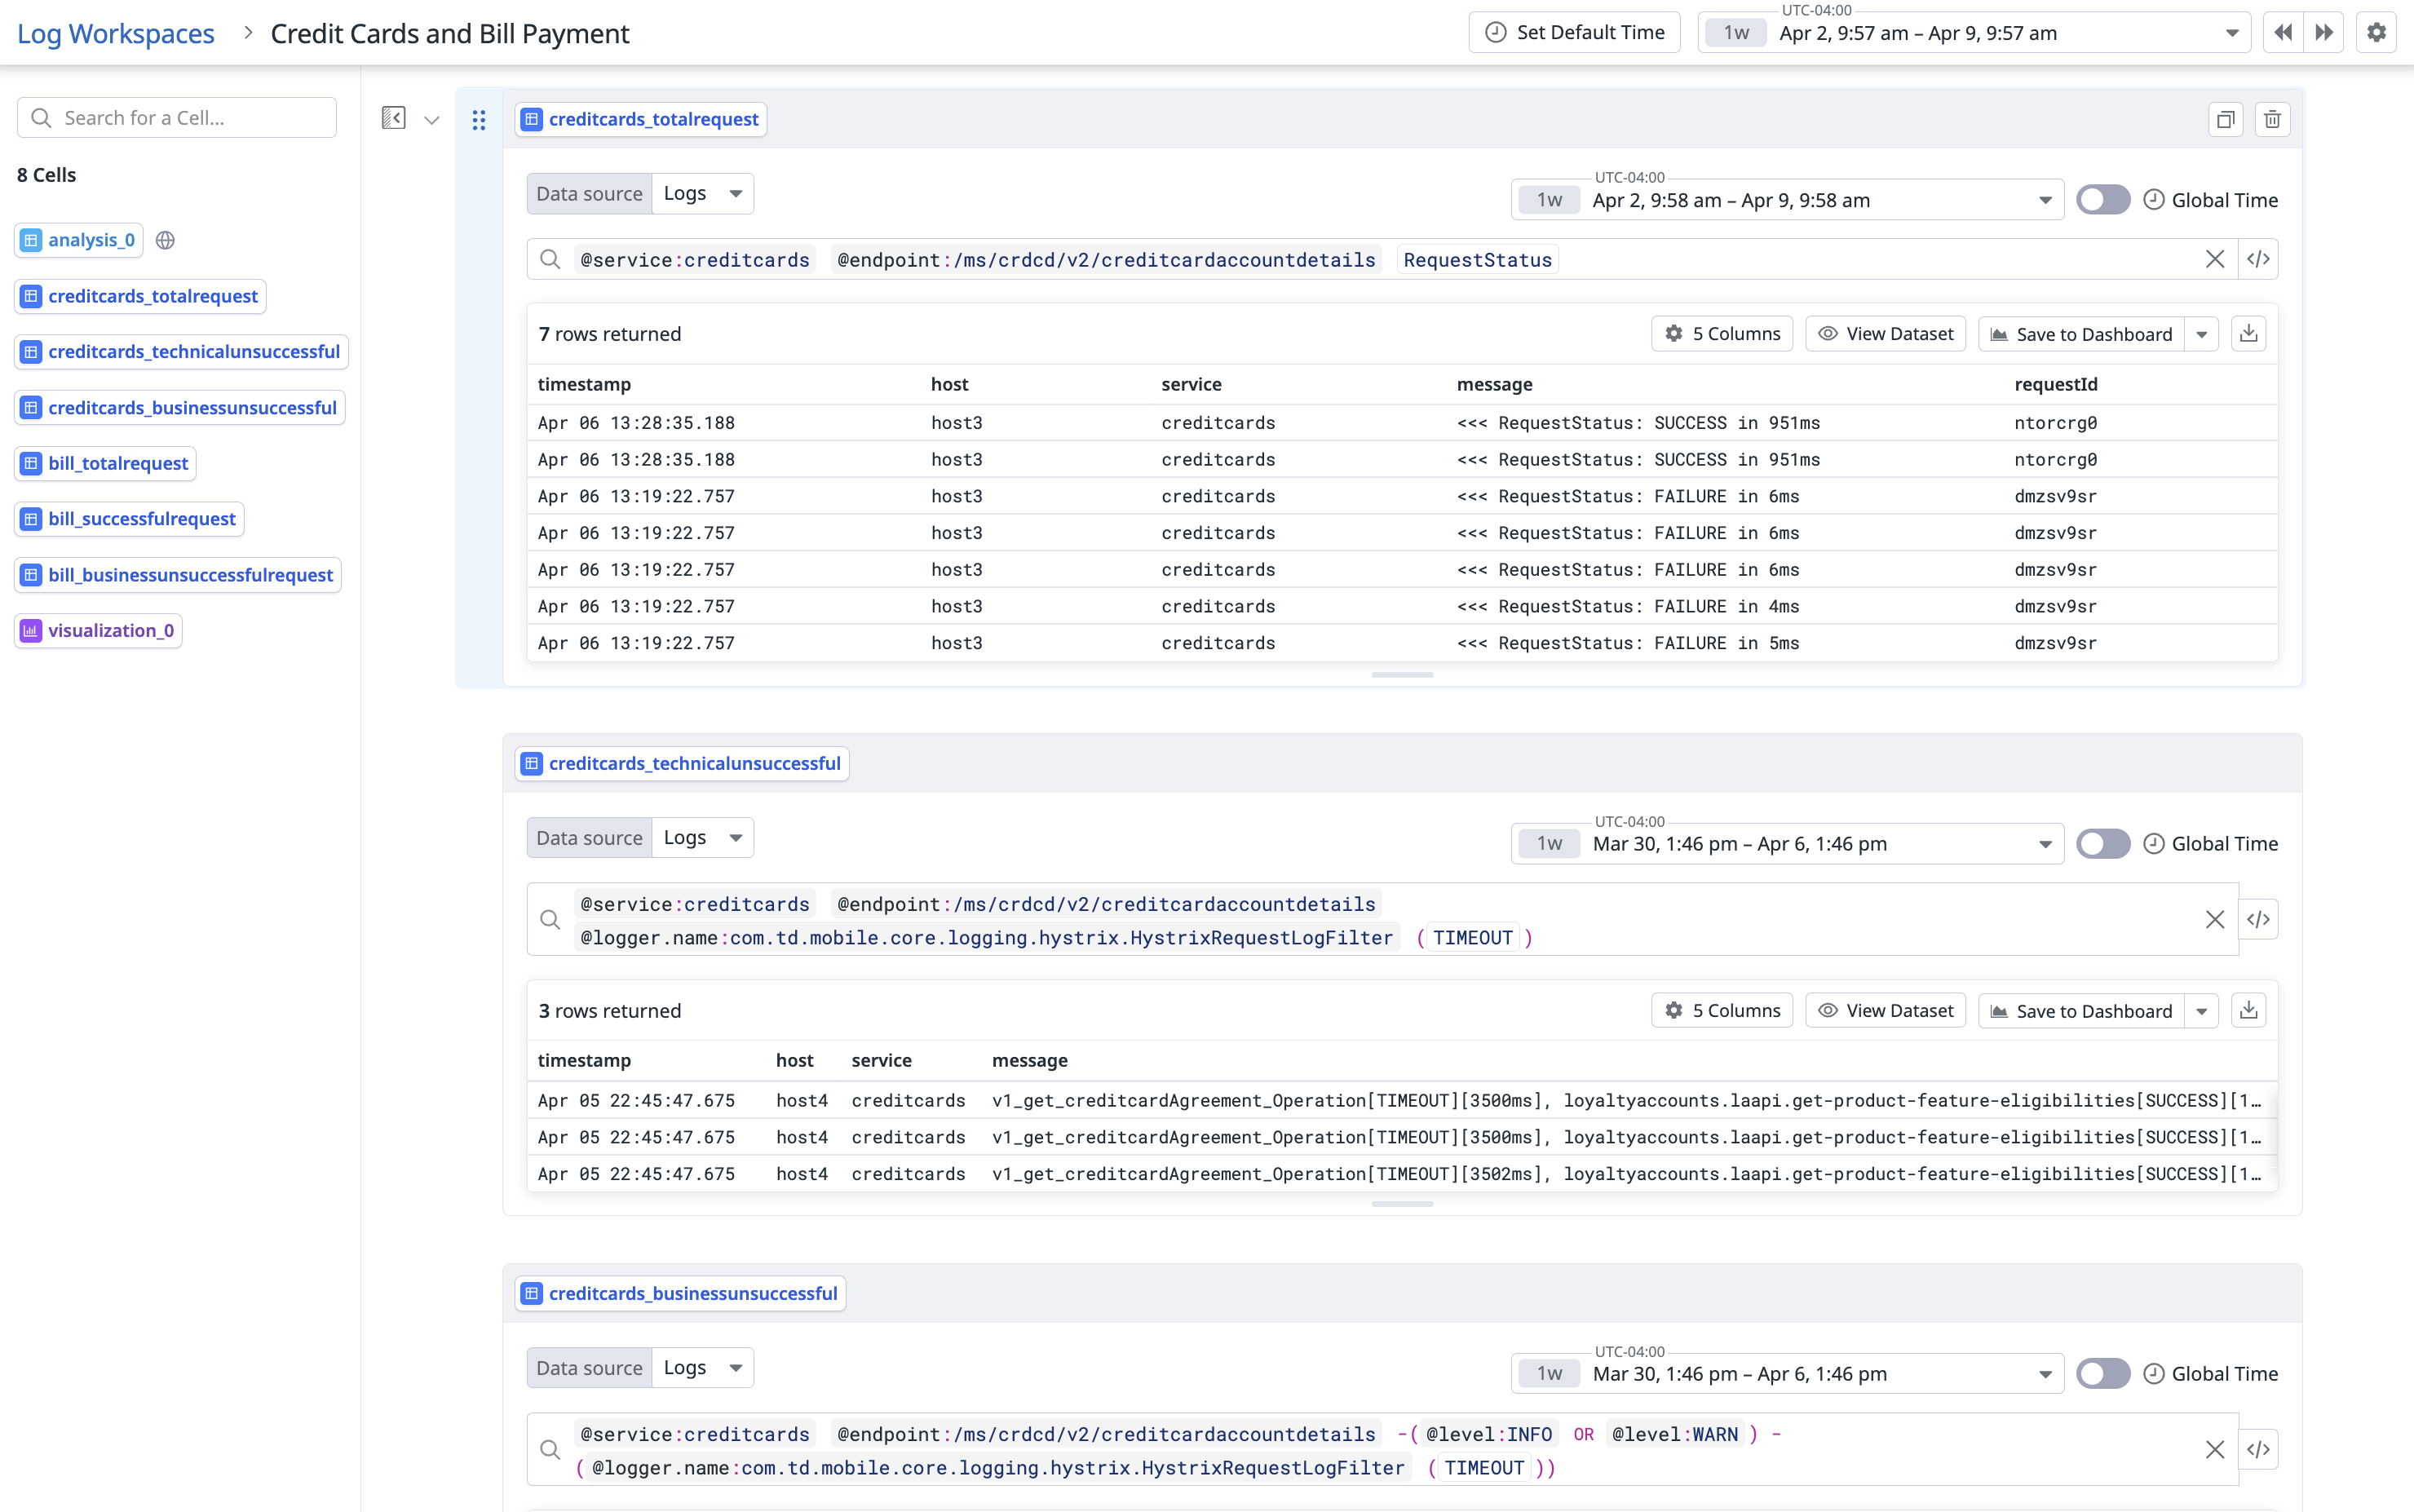 Log Workspaces > Credit Cards and Bill Payment
Set Default Time
UTC-04:00
1w Apr 2, 9:57 am – Apr 9, 9:57 am
Search for a Cell...
8 Cells
analysis_0
creditcards_totalrequest
creditcards_technicalunsuccessful
creditcards_businessunsuccessful
bill_totalrequest
bill_successfulrequest
bill_businessunsuccessfulrequest
visualization_0
creditcards_totalrequest
Data source Logs
UTC-04:00
1w Apr 2, 9:58 am – Apr 9, 9:58 am
Global Time
@service:creditcards @endpoint:/ms/crdcd/v2/creditcardaccountdetails RequestStatus
</>
7 rows returned
5 Columns
View Dataset
Save to Dashboard
timestamp host service message requestId
Apr 06 13:28:35.188 host3 creditcards <<< RequestStatus: SUCCESS in 951ms ntorcrg0
Apr 06 13:28:35.188 host3 creditcards <<< RequestStatus: SUCCESS in 951ms ntorcrg0
Apr 06 13:19:22.757 host3 creditcards <<< RequestStatus: FAILURE in 6ms dmzsv9sr
Apr 06 13:19:22.757 host3 creditcards <<< RequestStatus: FAILURE in 6ms dmzsv9sr
Apr 06 13:19:22.757 host3 creditcards <<< RequestStatus: FAILURE in 6ms dmzsv9sr
Apr 06 13:19:22.757 host3 creditcards <<< RequestStatus: FAILURE in 4ms dmzsv9sr
Apr 06 13:19:22.757 host3 creditcards <<< RequestStatus: FAILURE in 5ms dmzsv9sr
creditcards_technicalunsuccessful
Data source Logs
UTC-04:00
1w Mar 30, 1:46 pm – Apr 6, 1:46 pm
Global Time
@service:creditcards @endpoint:/ms/crdcd/v2/creditcardaccountdetails
@logger.name:com.td.mobile.core.logging.hystrix.HystrixRequestLogFilter (TIMEOUT)
</>
3 rows returned
5 Columns
View Dataset
Save to Dashboard
timestamp host service message
Apr 05 22:45:47.675 host4 creditcards v1_get_creditcardAgreement_Operation[TIMEOUT][3500ms], loyaltyaccounts.laapi.get-product-feature-eligibilities[SUCCESS][1…
Apr 05 22:45:47.675 host4 creditcards v1_get_creditcardAgreement_Operation[TIMEOUT][3500ms], loyaltyaccounts.laapi.get-product-feature-eligibilities[SUCCESS][1…
Apr 05 22:45:47.675 host4 creditcards v1_get_creditcardAgreement_Operation[TIMEOUT][3502ms], loyaltyaccounts.laapi.get-product-feature-eligibilities[SUCCESS][1…
creditcards_businessunsuccessful
Data source Logs
UTC-04:00
1w Mar 30, 1:46 pm – Apr 6, 1:46 pm
Global Time
@service:creditcards @endpoint:/ms/crdcd/v2/creditcardaccountdetails -(@level:INFO OR @level:WARN) -
(@logger.name:com.td.mobile.core.logging.hystrix.HystrixRequestLogFilter (TIMEOUT))
</>